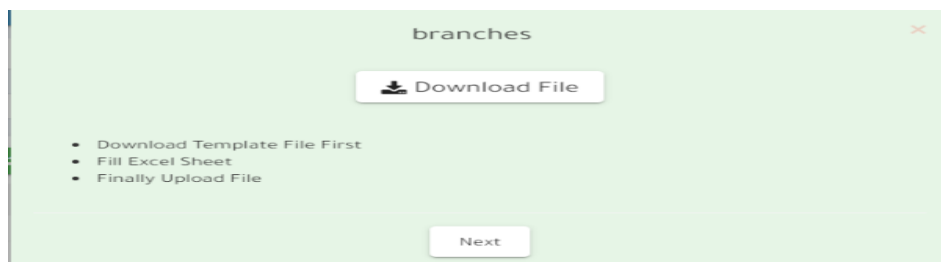 branches
Download File
Download Template File First
Fill Excel Sheet
Finally Upload File
Next